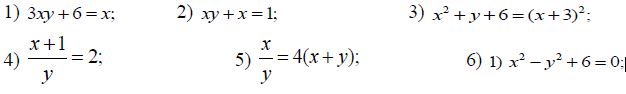 1) 3xy + 6 = x; 2) xy + x = 1; 3) x² + y + 6 = (x + 3)²;
4) (x + 1)/y = 2; 5) x/y = 4(x + y); 6) 1) x² − y² + 6 = 0;